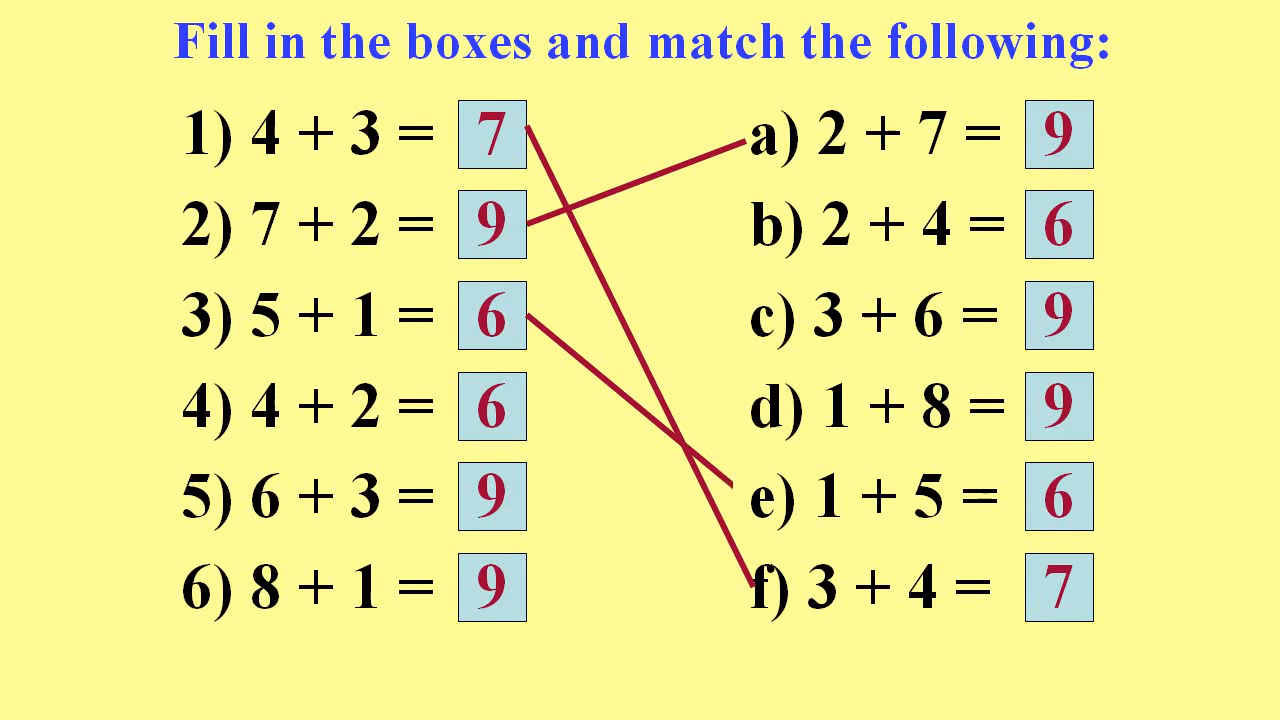 Fill in the boxes and match the following:
1) 4 + 3 = 7 a) 2 + 7 = 9
2) 7 + 2 = 9 b) 2 + 4 = 6
3) 5 + 1 = 6 c) 3 + 6 = 9
4) 4 + 2 = 6 d) 1 + 8 = 9
5) 6 + 3 = 9 e) 1 + 5 = 6
6) 8 + 1 = 9 f) 3 + 4 = 7